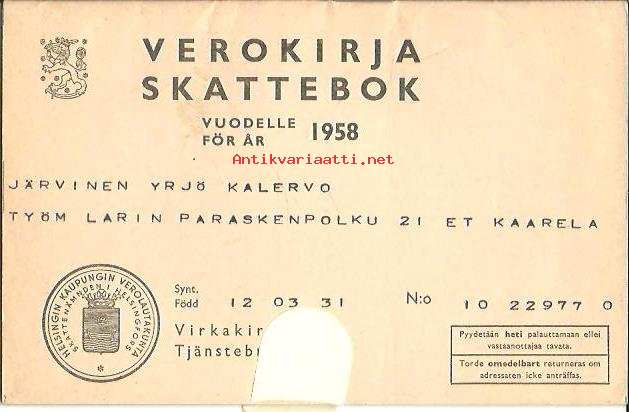 VEROKIRJA
SKATTEBOK
VUODELLE
FÖR ÅR 1958
Antikvariaatti.net
JÄRVINEN YRJÖ KALERVO
TYÖM LARIN PARASKENPOLKU 21 ET KAARELA
HELSINGIN KAUPUNGIN VEROLAUTAKUNTA
SKATTENÄMNDEN I HELSINGFORS
Synt.
Född 12 03 31 N:o 10 22977 0
Virkakir
Tjänsteb
Pyydetään heti palauttamaan ellei
vastaanottajaa tavata.
Torde omedelbart returneras om
adressaten icke anträffas.